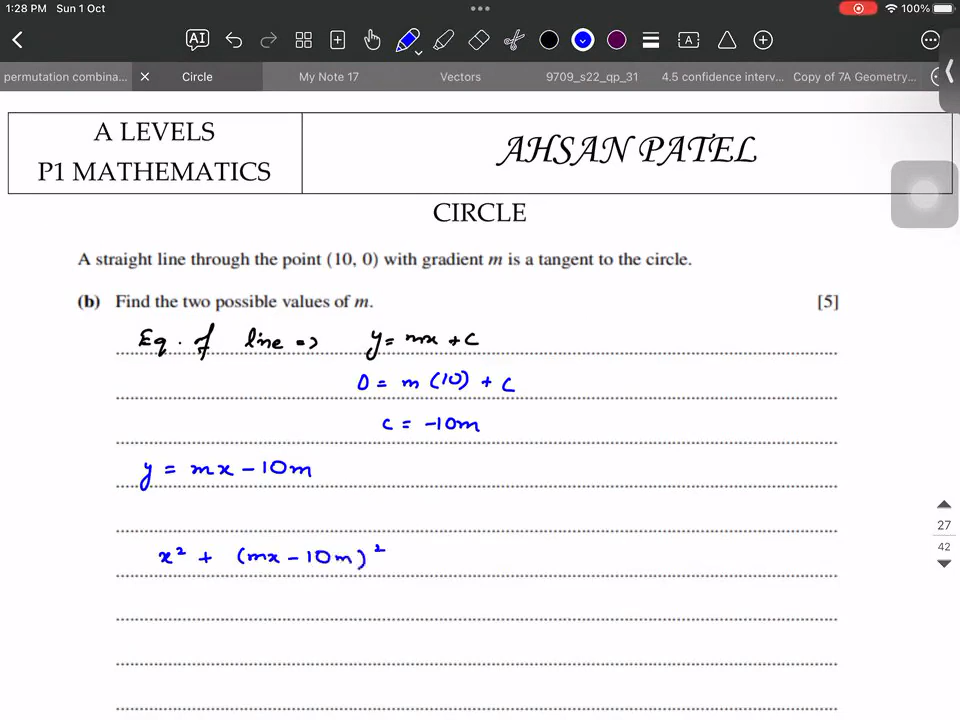 1:28 PM Sun 1 Oct
100%
AI
A
permutation combina...
Circle
My Note 17
Vectors
9709_s22_qp_31
4.5 confidence interv...
Copy of 7A Geometry...
A LEVELS
P1 MATHEMATICS
AHSAN PATEL
CIRCLE
A straight line through the point (10, 0) with gradient m is a tangent to the circle.
(b) Find the two possible values of m. [5]
Eq. of line => y = mx + c
0 = m (10) + c
c = -10m
y = mx - 10m
27
42
x² + (mx - 10m)²